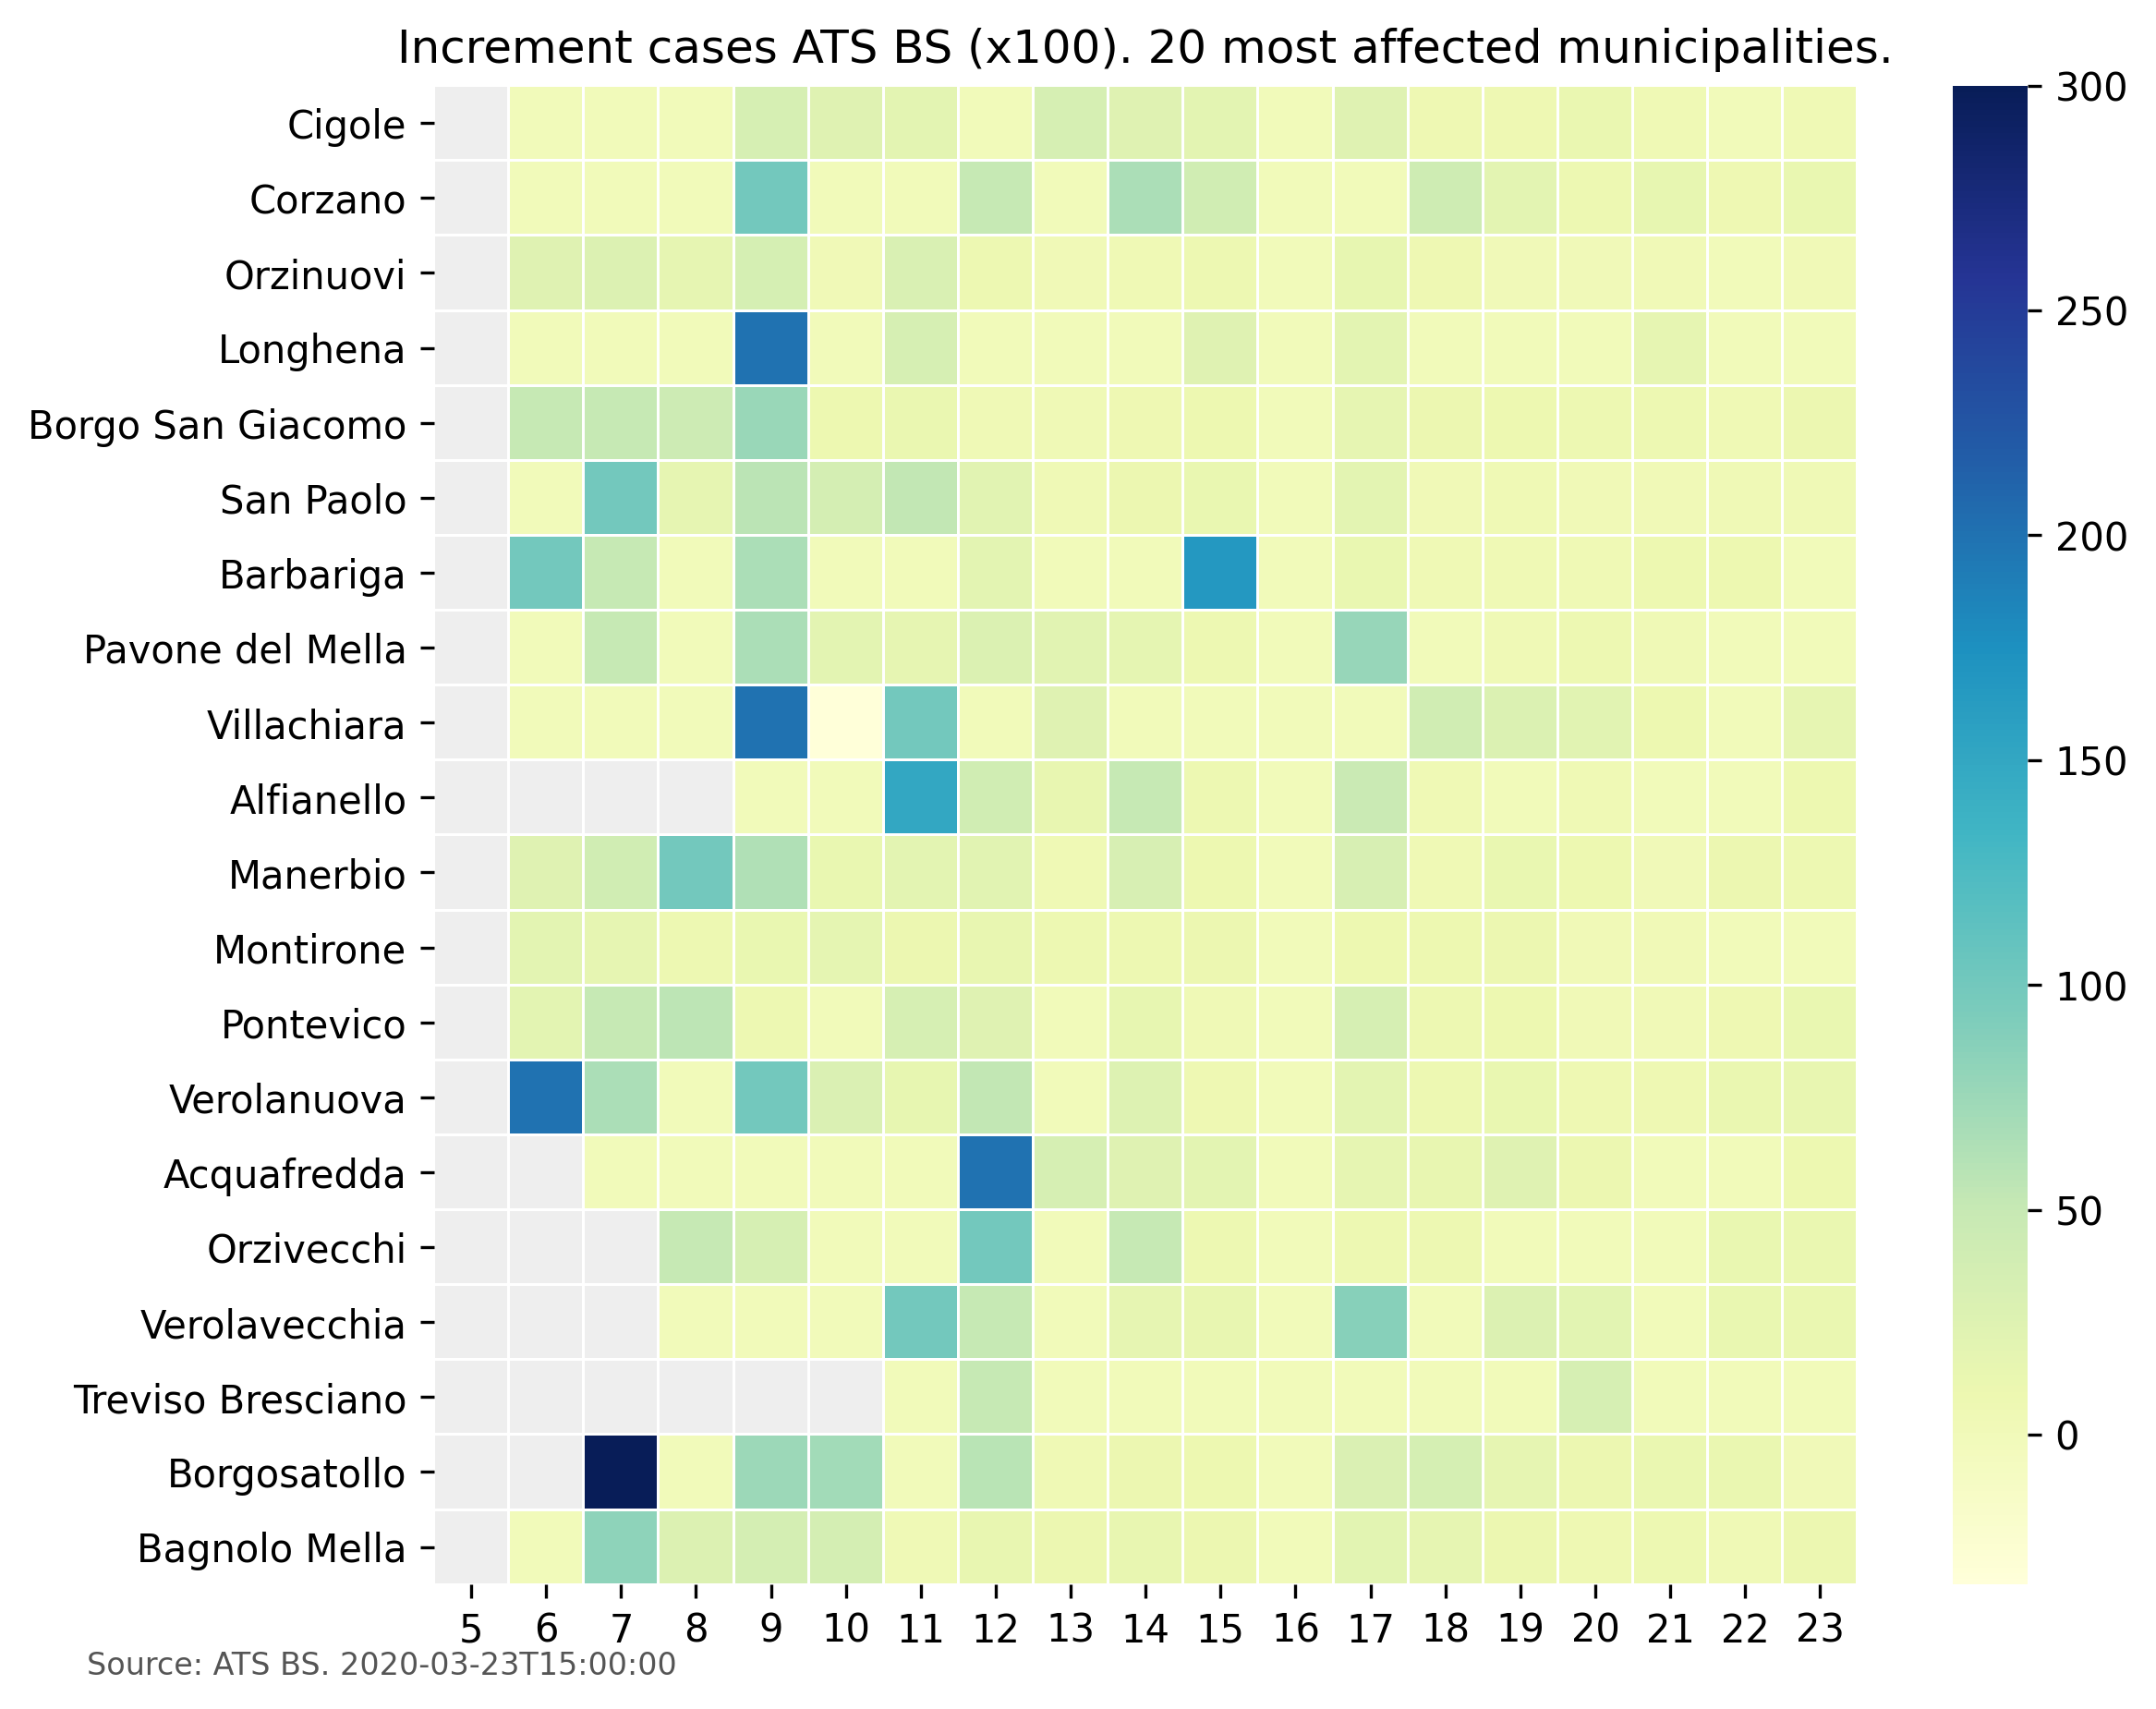 Increment cases ATS BS (x100). 20 most affected municipalities.
Cigole
Corzano
Orzinuovi
Longhena
Borgo San Giacomo
San Paolo
Barbariga
Pavone del Mella
Villachiara
Alfianello
Manerbio
Montirone
Pontevico
Verolanuova
Acquafredda
Orzivecchi
Verolavecchia
Treviso Bresciano
Borgosatollo
Bagnolo Mella
5 6 7 8 9 10 11 12 13 14 15 16 17 18 19 20 21 22 23
300
250
200
150
100
50
0
Source: ATS BS. 2020-03-23T15:00:00